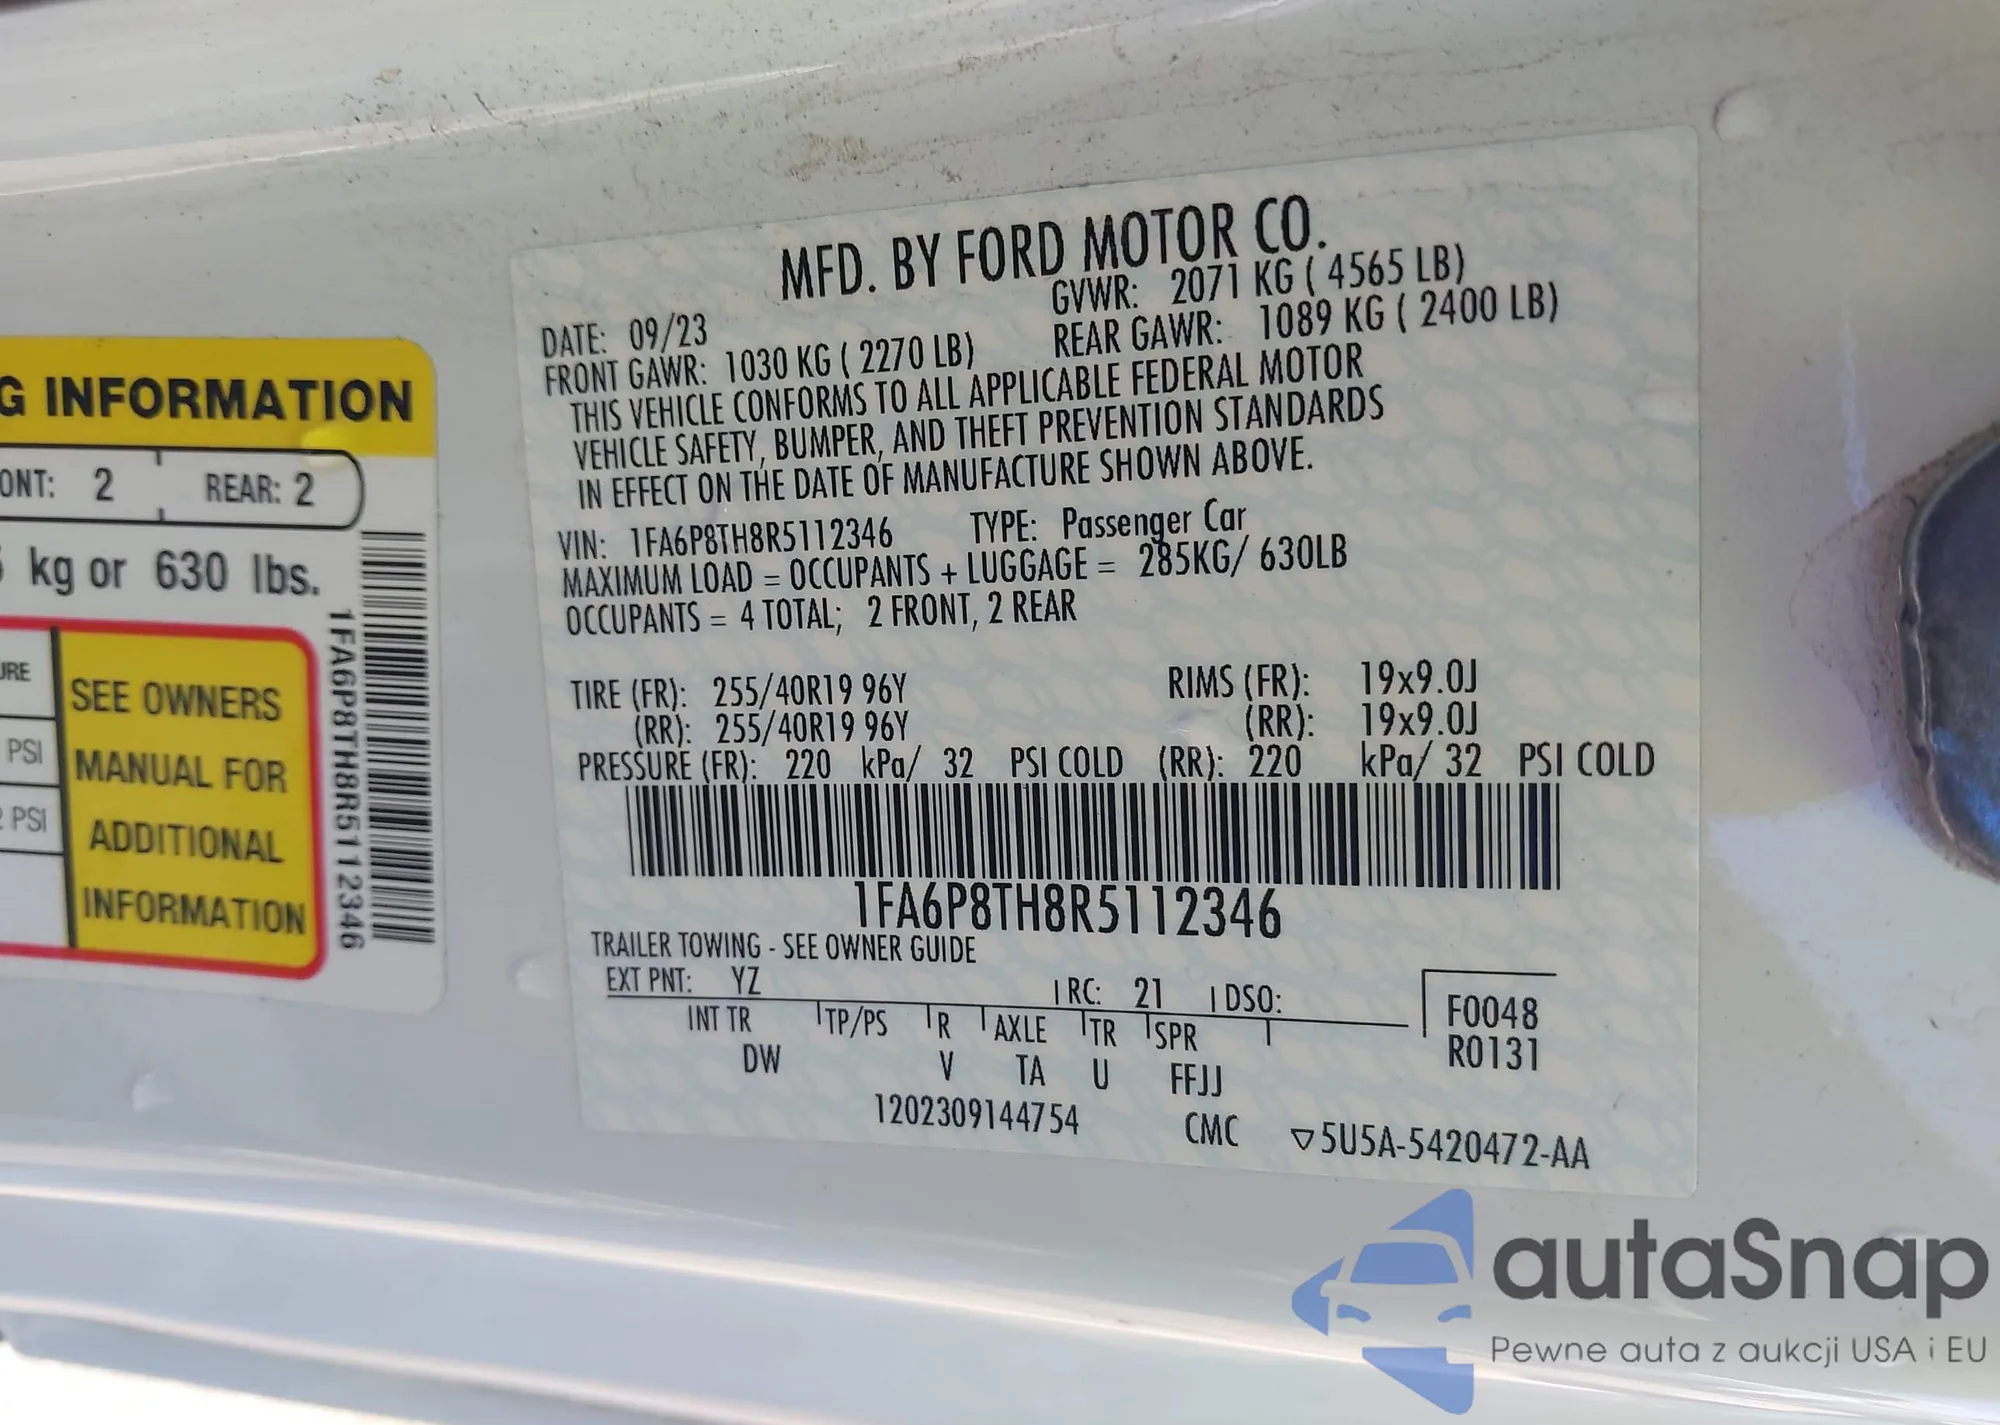 G INFORMATION
ONT: 2 REAR: 2
kg or 630 lbs.
URE
PSI
PSI
SEE OWNERS
MANUAL FOR
ADDITIONAL
INFORMATION
1FA6P8TH8R5112346
MFD. BY FORD MOTOR CO.
DATE: 09/23 GVWR: 2071 KG ( 4565 LB)
FRONT GAWR: 1030 KG ( 2270 LB) REAR GAWR: 1089 KG ( 2400 LB)
THIS VEHICLE CONFORMS TO ALL APPLICABLE FEDERAL MOTOR
VEHICLE SAFETY, BUMPER, AND THEFT PREVENTION STANDARDS
IN EFFECT ON THE DATE OF MANUFACTURE SHOWN ABOVE.
VIN: 1FA6P8TH8R5112346 TYPE: Passenger Car
MAXIMUM LOAD = OCCUPANTS + LUGGAGE = 285KG/ 630LB
OCCUPANTS = 4 TOTAL; 2 FRONT, 2 REAR
TIRE (FR): 255/40R19 96Y RIMS (FR): 19x9.0J
(RR): 255/40R19 96Y (RR): 19x9.0J
PRESSURE (FR): 220 kPa/ 32 PSI COLD (RR): 220 kPa/ 32 PSI COLD
1FA6P8TH8R5112346
TRAILER TOWING - SEE OWNER GUIDE
EXT PNT: YZ RC: 21 DSO:
INT TR TP/PS R AXLE TR SPR
DW V TA U FFJJ
F0048
R0131
1202309144754 CMC ▽5U5A-5420472-AA
autaSnap
Pewne auta z aukcji USA i EU